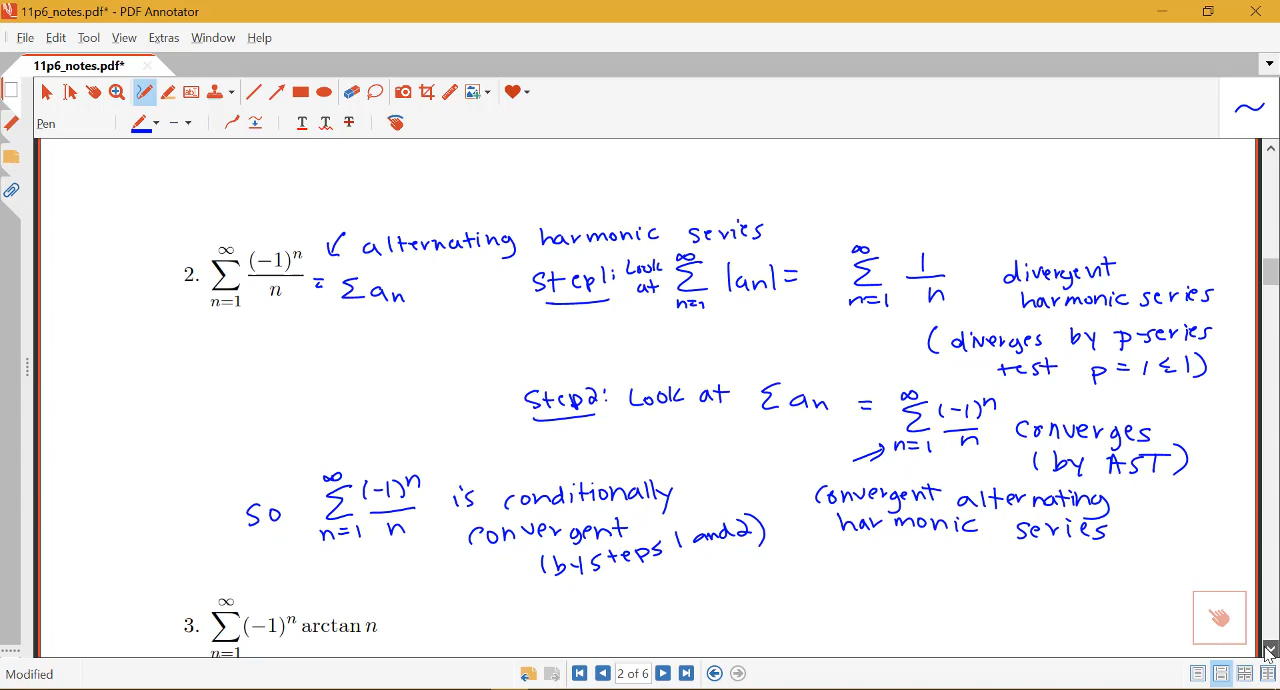 11p6_notes.pdf* - PDF Annotator
File Edit Tool View Extras Window Help
11p6_notes.pdf*
Pen
T T T
2. ∑_{n=1}^{∞} (-1)^n / n = ∑ an
↙ alternating harmonic series
Step1: Look at ∑_{n=1}^{∞} |an| = ∑_{n=1}^{∞} 1/n divergent
harmonic series
(diverges by p-series
test p = 1 ≤ 1)
Step2: Look at ∑ an = ∑_{n=1}^{∞} (-1)^n / n converges
(by AST)
→ convergent alternating
harmonic series
So ∑_{n=1}^{∞} (-1)^n / n is conditionally
convergent
(by steps 1 and 2)
3. ∑_{n=1}^{∞} (-1)^n arctan n
Modified
2 of 6